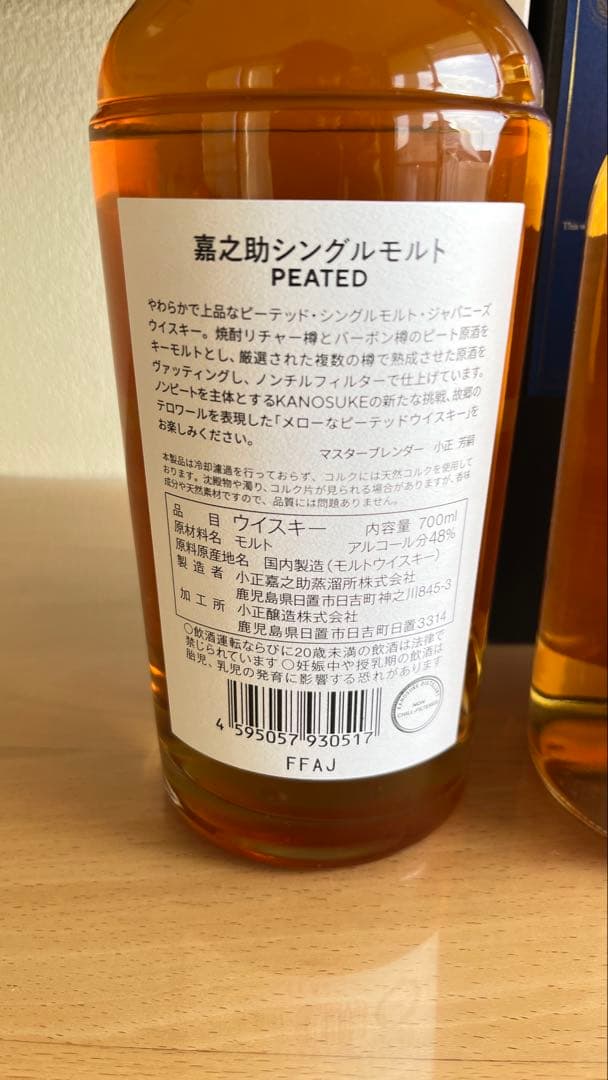 嘉之助シングルモルト
PEATED
やわらかで上品なピーテッド・シングルモルト・ジャパニーズ
ウイスキー。焼酎リチャー樽とバーボン樽のピート原酒を
キーモルトとし、厳選された複数の樽で熟成させた原酒を
ヴァッティングし、ノンチルフィルターで仕上げています。
ノンピートを主体とするKANOSUKEの新たな挑戦、故郷の
テロワールを表現した「メローなピーテッドウイスキー」を
お楽しみください。
マスターブレンダー 小正 芳嗣
本製品は冷却濾過を行っておらず、コルクには天然コルクを使用して
おります。沈殿物や濁り、コルク片が見られる場合がありますが、香味
成分や天然素材ですので、品質には問題ありません。
品目 ウイスキー 内容量 700ml
原材料名 モルト アルコール分48%
原料原産地名 国内製造(モルトウイスキー)
製造者 小正嘉之助蒸溜所株式会社
鹿児島県日置市日吉町神之川845-3
加工所 小正醸造株式会社
鹿児島県日置市日吉町日置3314
○飲酒運転ならびに20歳未満の飲酒は法律で
禁じられています ○妊娠中や授乳期の飲酒は
胎児、乳児の発育に影響する恐れがあります
KANOSUKE DISTILLERY
NON
CHILL-FILTERED
4 595057 930517
FFAJ
This